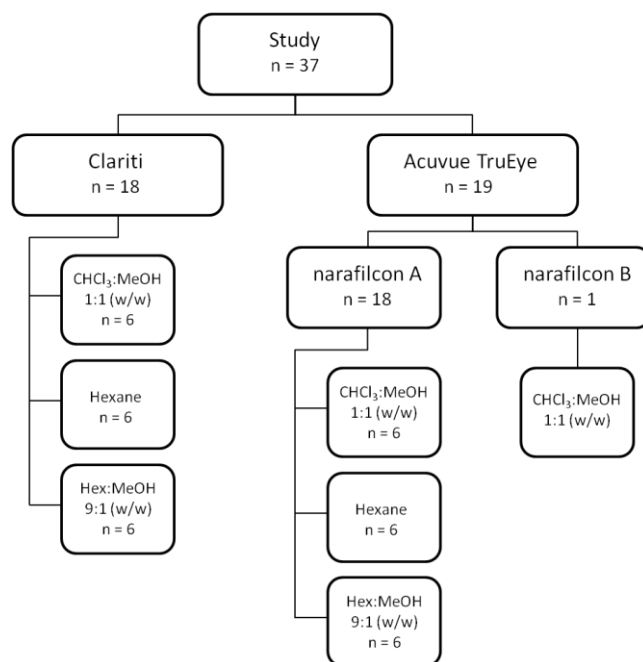 Study
n = 37
Clariti
n = 18
Acuvue TruEye
n = 19
CHCl₃:MeOH
1:1 (w/w)
n = 6
Hexane
n = 6
Hex:MeOH
9:1 (w/w)
n = 6
narafilcon A
n = 18
narafilcon B
n = 1
CHCl₃:MeOH
1:1 (w/w)
n = 6
Hexane
n = 6
Hex:MeOH
9:1 (w/w)
n = 6
CHCl₃:MeOH
1:1 (w/w)